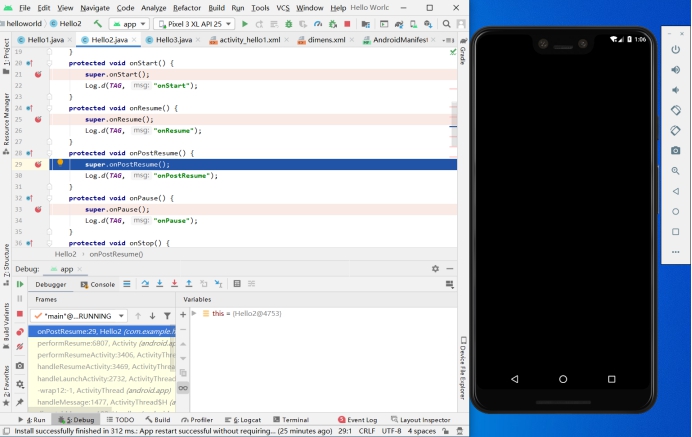 File Edit View Navigate Code Analyze Refactor Build Run Tools VCS Window Help Hello Worlc
helloworld Hello2 app Pixel 3 XL API 25
Hello1.java Hello2.java Hello3.java activity_hello1.xml dimens.xml AndroidManifest
19 }
20 protected void onStart() {
21 super.onStart();
22 Log.d(TAG, msg: "onStart");
23 }
24 protected void onResume() {
25 super.onResume();
26 Log.d(TAG, msg: "onResume");
27 }
28 protected void onPostResume() {
29 super.onPostResume();
30 Log.d(TAG, msg: "onPostResume");
31 }
32 protected void onPause() {
33 super.onPause();
34 Log.d(TAG, msg: "onPause");
35 }
36 protected void onStop() {
Hello2 › onPostResume()
1: Project
Resource Manager
Z: Structure
Build Variants
2: Favorites
Gradle
Device File Explorer
Debug: app
Debugger Console
Frames Variables
"main"@...RUNNING
this = {Hello2@4753}
onPostResume:29, Hello2 (com.example.h
performResume:6807, Activity (android.ap
performResumeActivity:3406, ActivityThrea
handleResumeActivity:3469, ActivityThrea
handleLaunchActivity:2732, ActivityThrea
-wrap12:-1, ActivityThread (android.app)
handleMessage:1477, ActivityThread$H (
4: Run 5: Debug TODO Build Profiler 6: Logcat Terminal Event Log Layout Inspector
Install successfully finished in 312 ms.: App restart successful without requiring... (25 minutes ago) 29:1 CRLF UTF-8 4 spaces
1:06